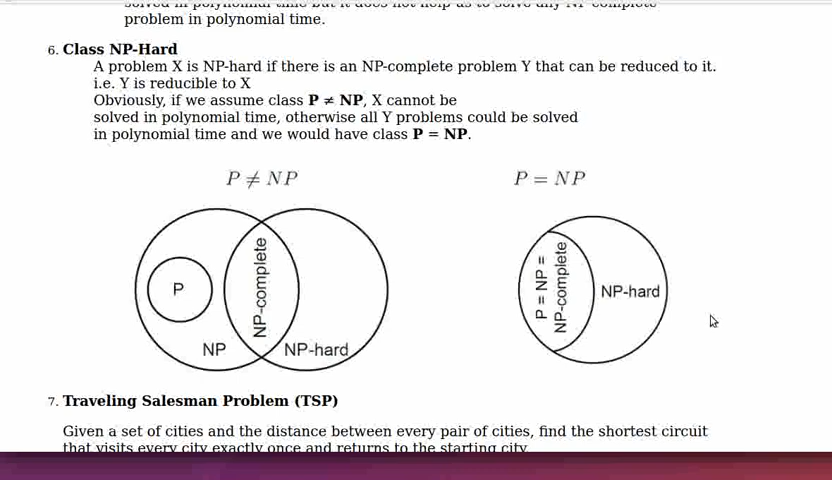 problem in polynomial time.
6. Class NP-Hard
A problem X is NP-hard if there is an NP-complete problem Y that can be reduced to it.
i.e. Y is reducible to X
Obviously, if we assume class P ≠ NP, X cannot be
solved in polynomial time, otherwise all Y problems could be solved
in polynomial time and we would have class P = NP.
P ≠ NP
P = NP
P
NP-complete
NP
NP-hard
P = NP =
NP-complete
NP-hard
7. Traveling Salesman Problem (TSP)
Given a set of cities and the distance between every pair of cities, find the shortest circuit
that visits every city exactly once and returns to the starting city